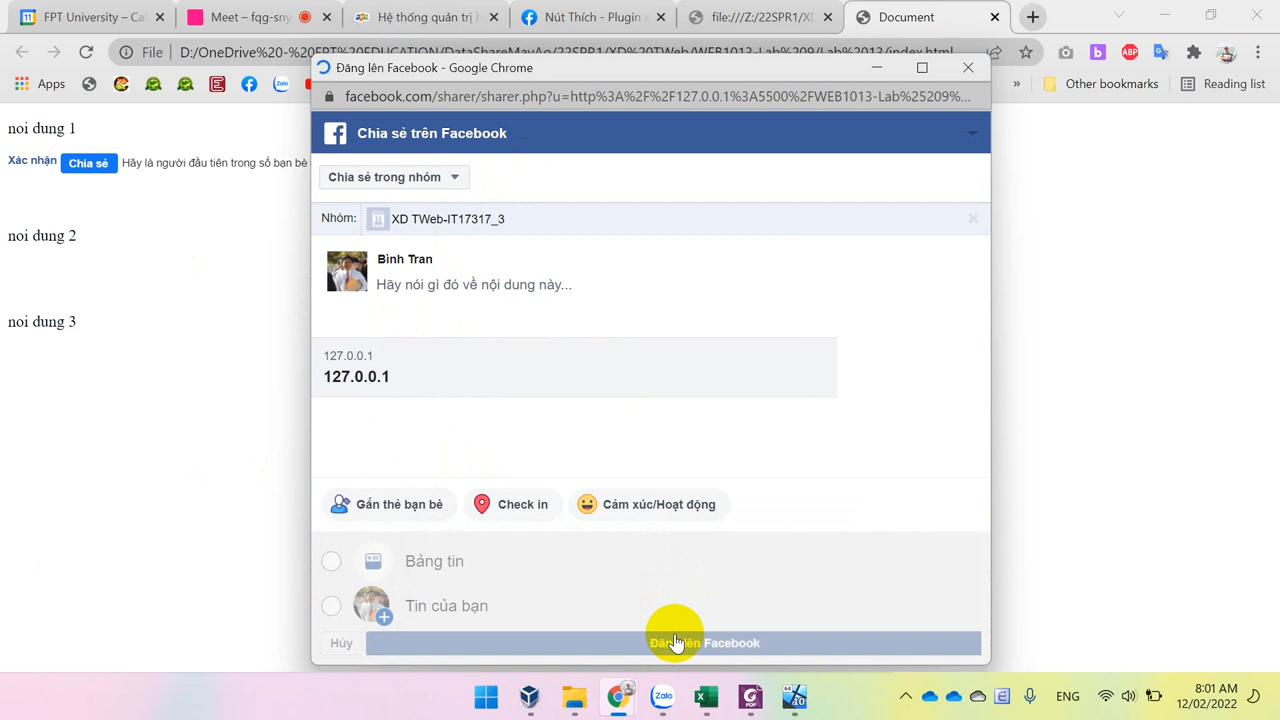 FPT University – Cal
Meet – fqg-sny
Hệ thống quản trị
Nút Thích - Plugin
file:///Z:/22SPR1/XD
Document
File
D:/OneDrive%20-%20FPT%20EDUCATION/DataShareMayAo/22SPR1/XD%20TWeb/WEB1013-Lab%209/Lab%2013/index.html
Apps
Other bookmarks
Reading list
Đăng lên Facebook - Google Chrome
facebook.com/sharer/sharer.php?u=http%3A%2F%2F127.0.0.1%3A5500%2FWEB1013-Lab%25209%...
Chia sẻ trên Facebook
noi dung 1
Xác nhận Chia sẻ Hãy là người đầu tiên trong số bạn bè
noi dung 2
noi dung 3
Chia sẻ trong nhóm
Nhóm: XD TWeb-IT17317_3
Bình Tran
Hãy nói gì đó về nội dung này...
127.0.0.1
127.0.0.1
Gắn thẻ bạn bè
Check in
Cảm xúc/Hoạt động
Bảng tin
Tin của bạn
Hủy
Đăng lên Facebook
Zalo
ENG
8:01 AM
12/02/2022